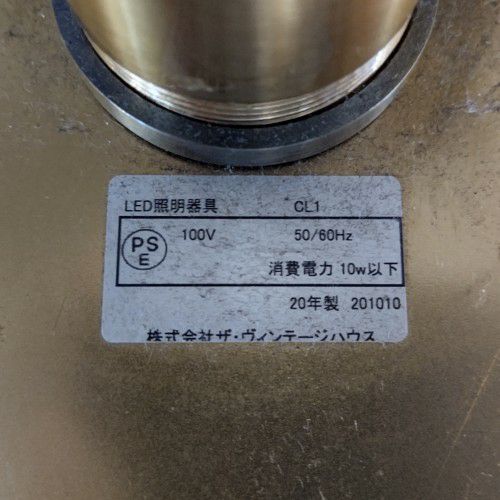 LED照明器具 CL1
PS
E
100V 50/60Hz
消費電力 10w以下
20年製 201010
株式会社ザ・ヴィンテージハウス